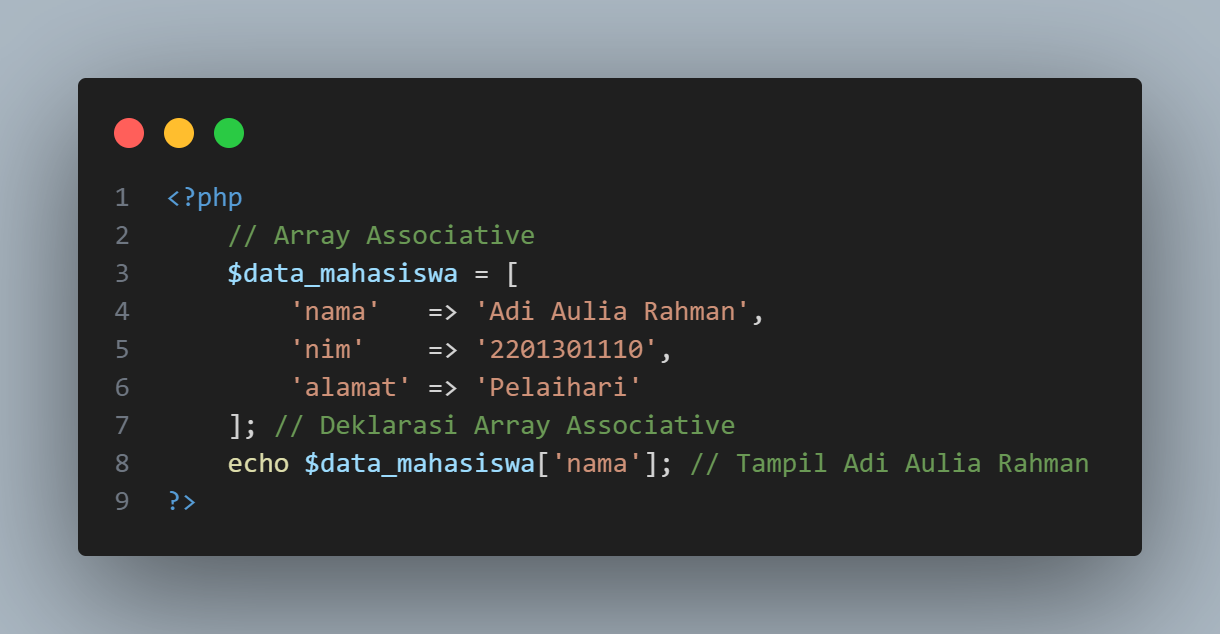 1 <?php
2     // Array Associative
3     $data_mahasiswa = [
4         'nama'   => 'Adi Aulia Rahman',
5         'nim'    => '2201301110',
6         'alamat' => 'Pelaihari'
7     ]; // Deklarasi Array Associative
8     echo $data_mahasiswa['nama']; // Tampil Adi Aulia Rahman
9 ?>